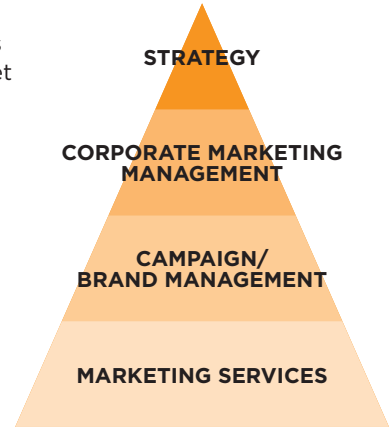 STRATEGY
CORPORATE MARKETING
MANAGEMENT
CAMPAIGN/
BRAND MANAGEMENT
MARKETING SERVICES